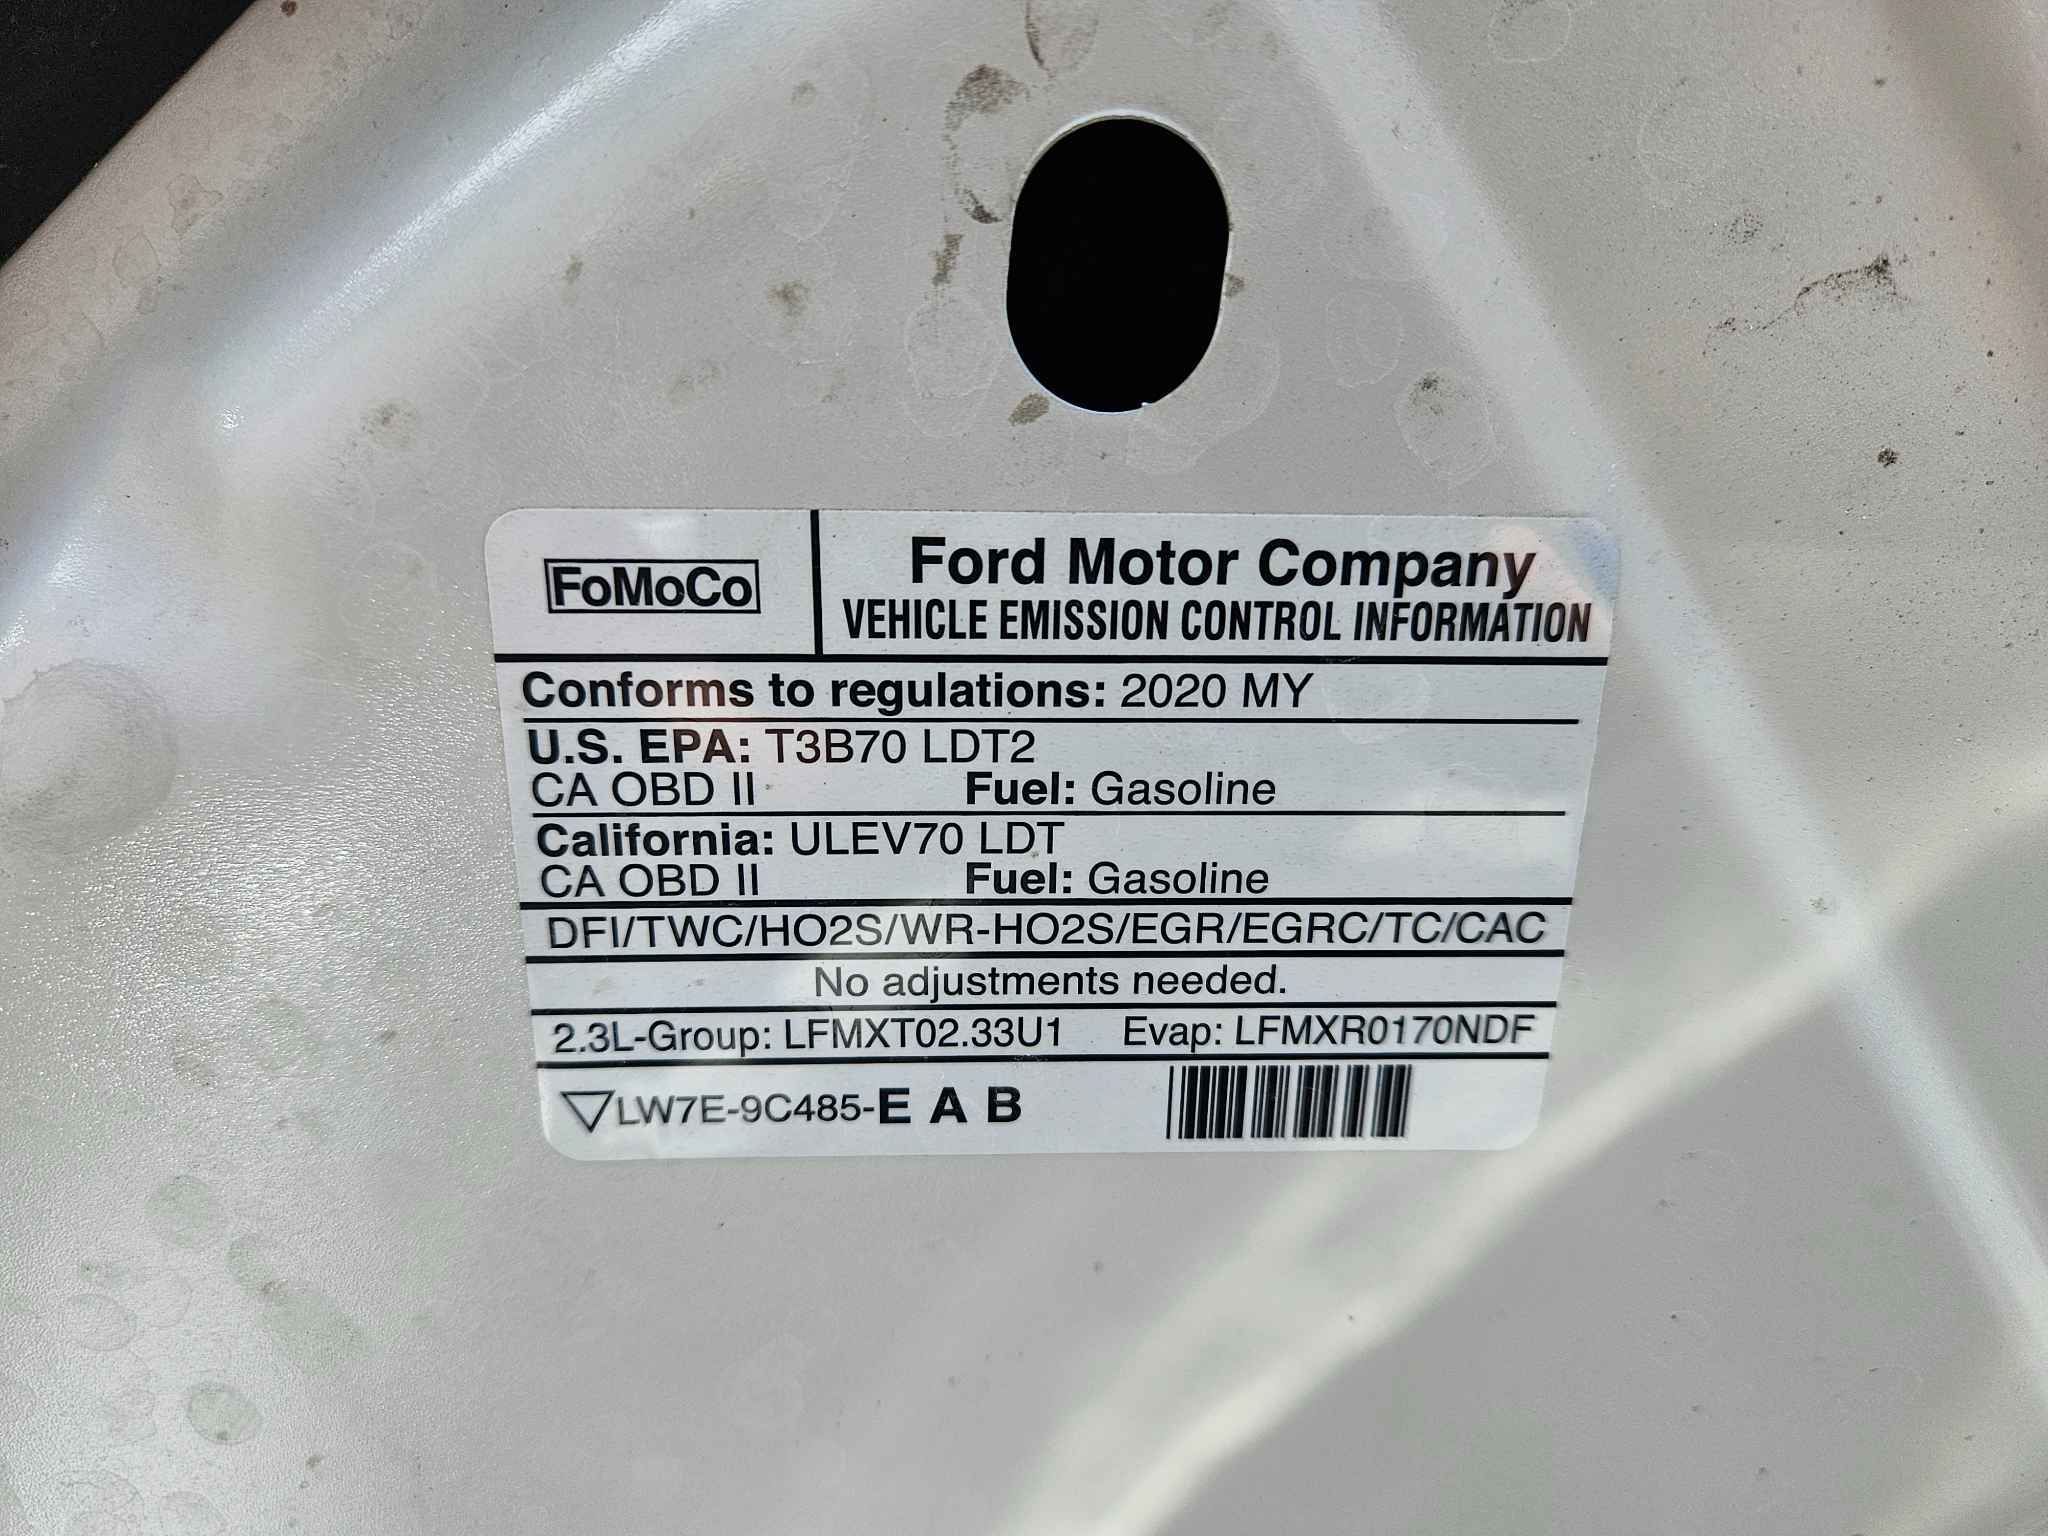 FoMoCo
Ford Motor Company
VEHICLE EMISSION CONTROL INFORMATION
Conforms to regulations: 2020 MY
U.S. EPA: T3B70 LDT2
CA OBD II Fuel: Gasoline
California: ULEV70 LDT
CA OBD II Fuel: Gasoline
DFI/TWC/HO2S/WR-HO2S/EGR/EGRC/TC/CAC
No adjustments needed.
2.3L-Group: LFMXT02.33U1 Evap: LFMXR0170NDF
LW7E-9C485-E A B